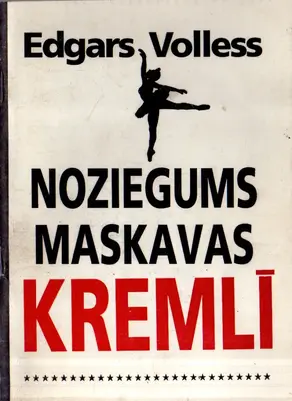 Edgars Volless
NOZIEGUMS
MASKAVAS
KREMLĪ